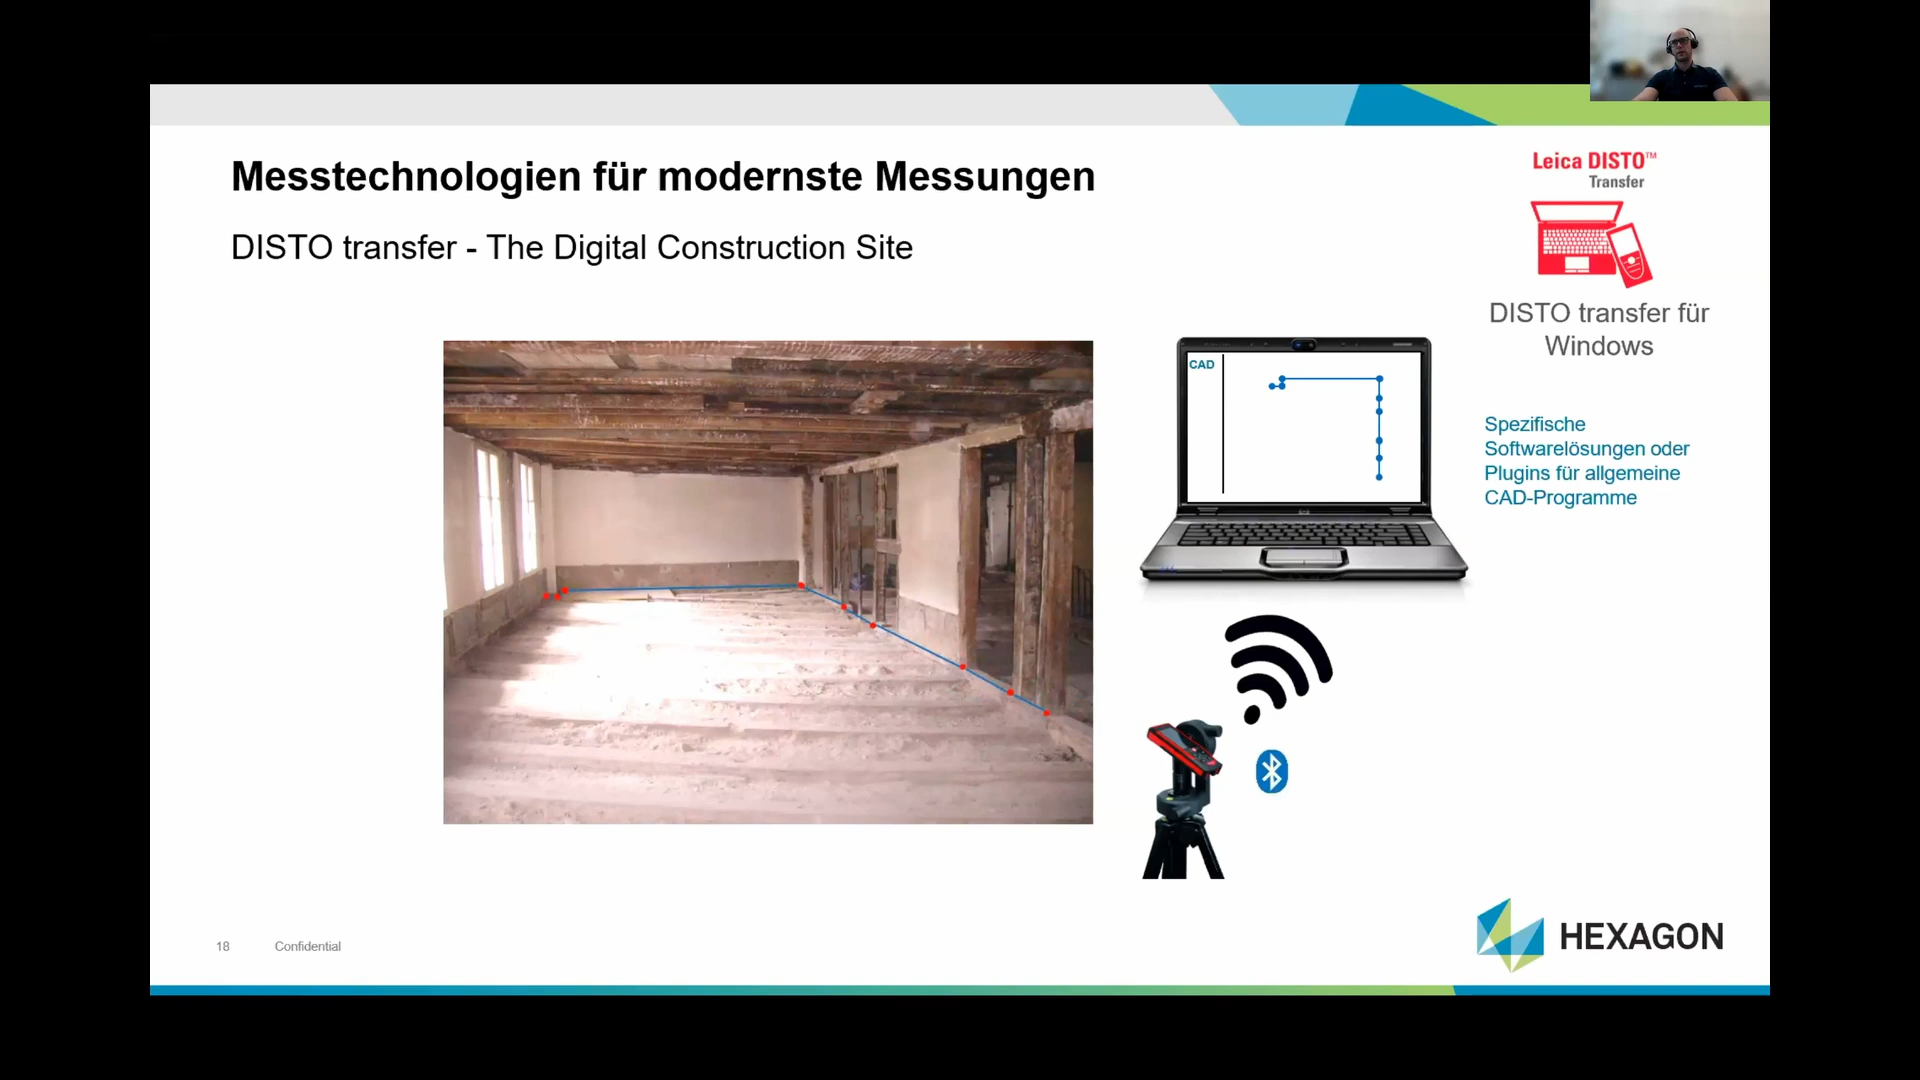 Messtechnologien für modernste Messungen
DISTO transfer - The Digital Construction Site
Leica DISTO™
Transfer
DISTO transfer für
Windows
CAD
Spezifische
Softwarelösungen oder
Plugins für allgemeine
CAD-Programme
18 Confidential
HEXAGON